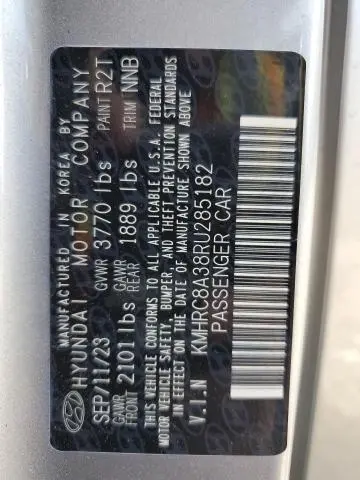 MANUFACTURED IN KOREA BY
HYUNDAI MOTOR COMPANY
SEP/11/23 GVWR 3770 lbs PAINT R2T
GAWR FRONT 2101 lbs GAWR REAR 1889 lbs TRIM NNB
THIS VEHICLE CONFORMS TO ALL APPLICABLE U.S.A. FEDERAL
MOTOR VEHICLE SAFETY, BUMPER, AND THEFT PREVENTION STANDARDS
IN EFFECT ON THE DATE OF MANUFACTURE SHOWN ABOVE
V.I.N KMHRC8A38RU285182
PASSENGER CAR